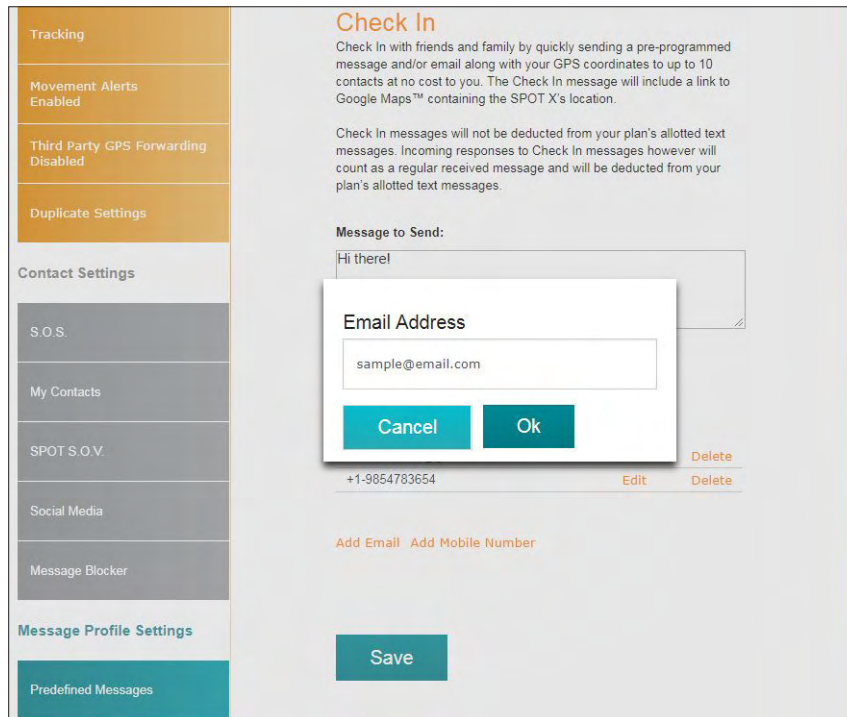 Tracking
Movement Alerts
Enabled
Third Party GPS Forwarding
Disabled
Duplicate Settings
Contact Settings
S.O.S.
My Contacts
SPOT S.O.V.
Social Media
Message Blocker
Message Profile Settings
Predefined Messages
Check In
Check In with friends and family by quickly sending a pre-programmed
message and/or email along with your GPS coordinates to up to 10
contacts at no cost to you. The Check In message will include a link to
Google Maps™ containing the SPOT X's location.
Check In messages will not be deducted from your plan's allotted text
messages. Incoming responses to Check In messages however will
count as a regular received message and will be deducted from your
plan's allotted text messages.
Message to Send:
Hi there!
Email Address
sample@email.com
Cancel Ok
Delete
+1-9854783654 Edit Delete
Add Email Add Mobile Number
Save